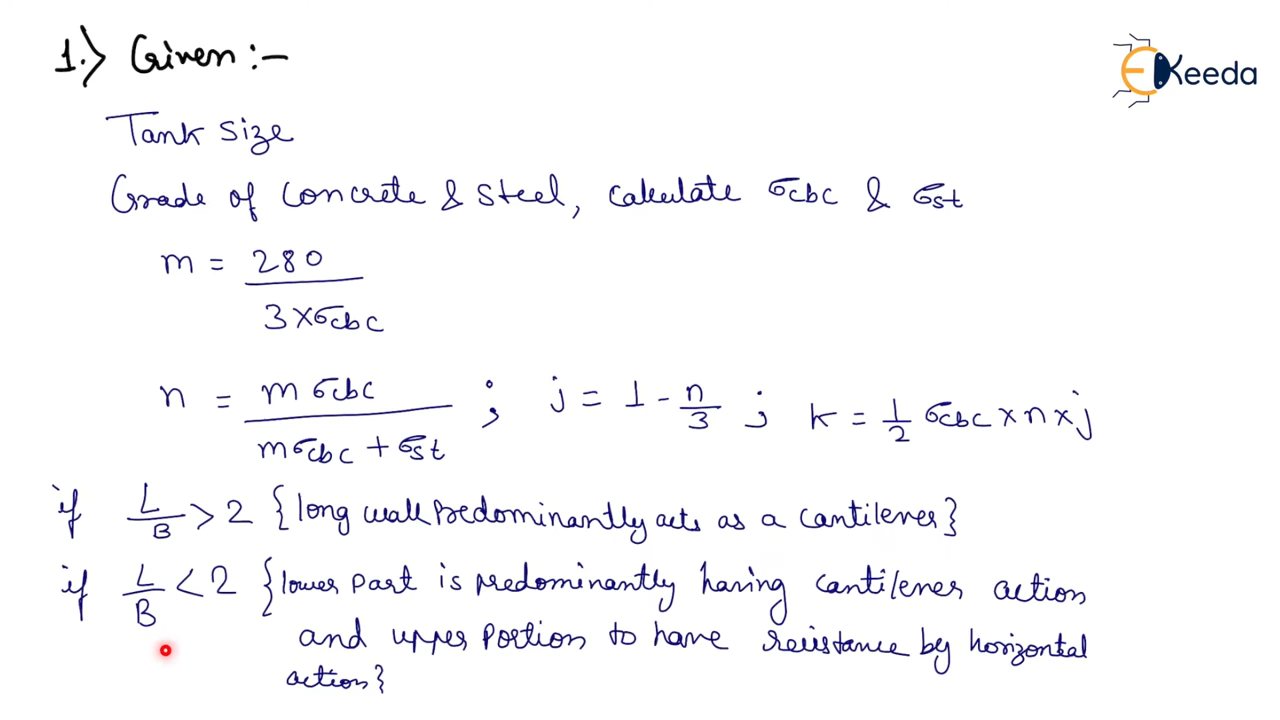 1.) Given :-
EKeeda
Tank Size
Grade of Concrete & Steel, Calculate σcbc & σst
m = 280 / 3×σcbc
n = mσcbc / mσcbc + σst ; j = 1 - n/3 ; k = 1/2 σcbc × n × j
if L/B > 2 {long wall Predominantly acts as a cantilever}
if L/B < 2 {lower Part is predominantly having cantilever action
and upper Portion to have resistance by horizontal
action}